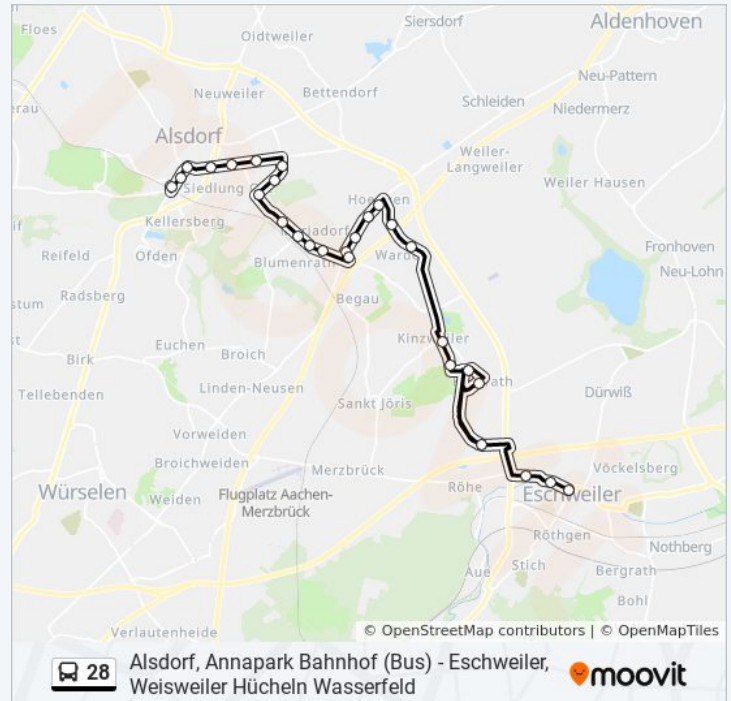 Floes
Siersdorf
Aldenhoven
Oidtweiler
Neu-Pattern
Neuweiler
Bettendorf
Schleiden
Niedermerz
Alsdorf
Weiler-
Langweiler
Weiler Hausen
Siedlung
Kellersberg
Mariadorf
Reifeld
Ofden
Blumenrath
Warden
Fronhoven
Neu-Lohn
Radsberg
Begau
Euchen
Kinzweiler
Birk
Broich
Linden-Neusen
Dürwiß
Tellebenden
Sankt Jöris
Vorweiden
Broichweiden
Merzbrück
Vöckelsberg
Würselen
Weiden
Flugplatz Aachen-
Merzbrück
Röhe
Eschweiler
Röthgen
Nothberg
Aue
Stich
Bergrath
Bohl
Verlautenheide
© OpenStreetMap contributors | © OpenMapTiles
28
Alsdorf, Annapark Bahnhof (Bus) - Eschweiler,
Weisweiler Hücheln Wasserfeld
moovit